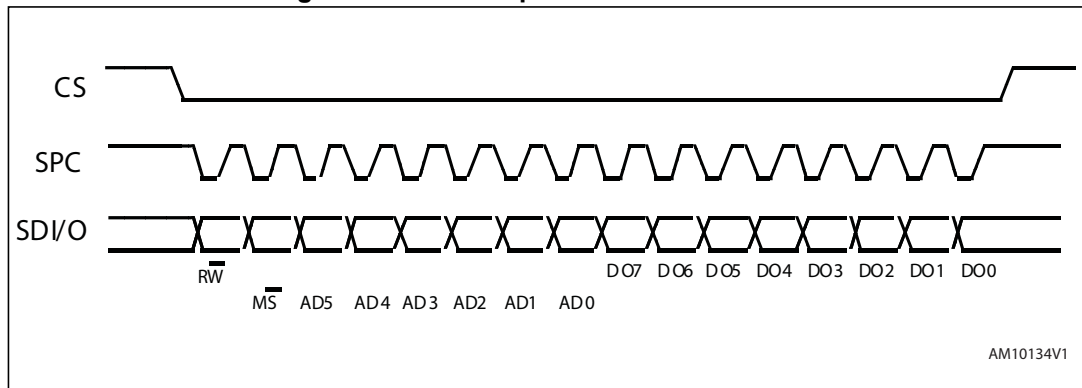 CS
SPC
SDI/O
RW
DO7 DO6 DO5 DO4 DO3 DO2 DO1 DO0
MS AD5 AD4 AD3 AD2 AD1 AD0
AM10134V1